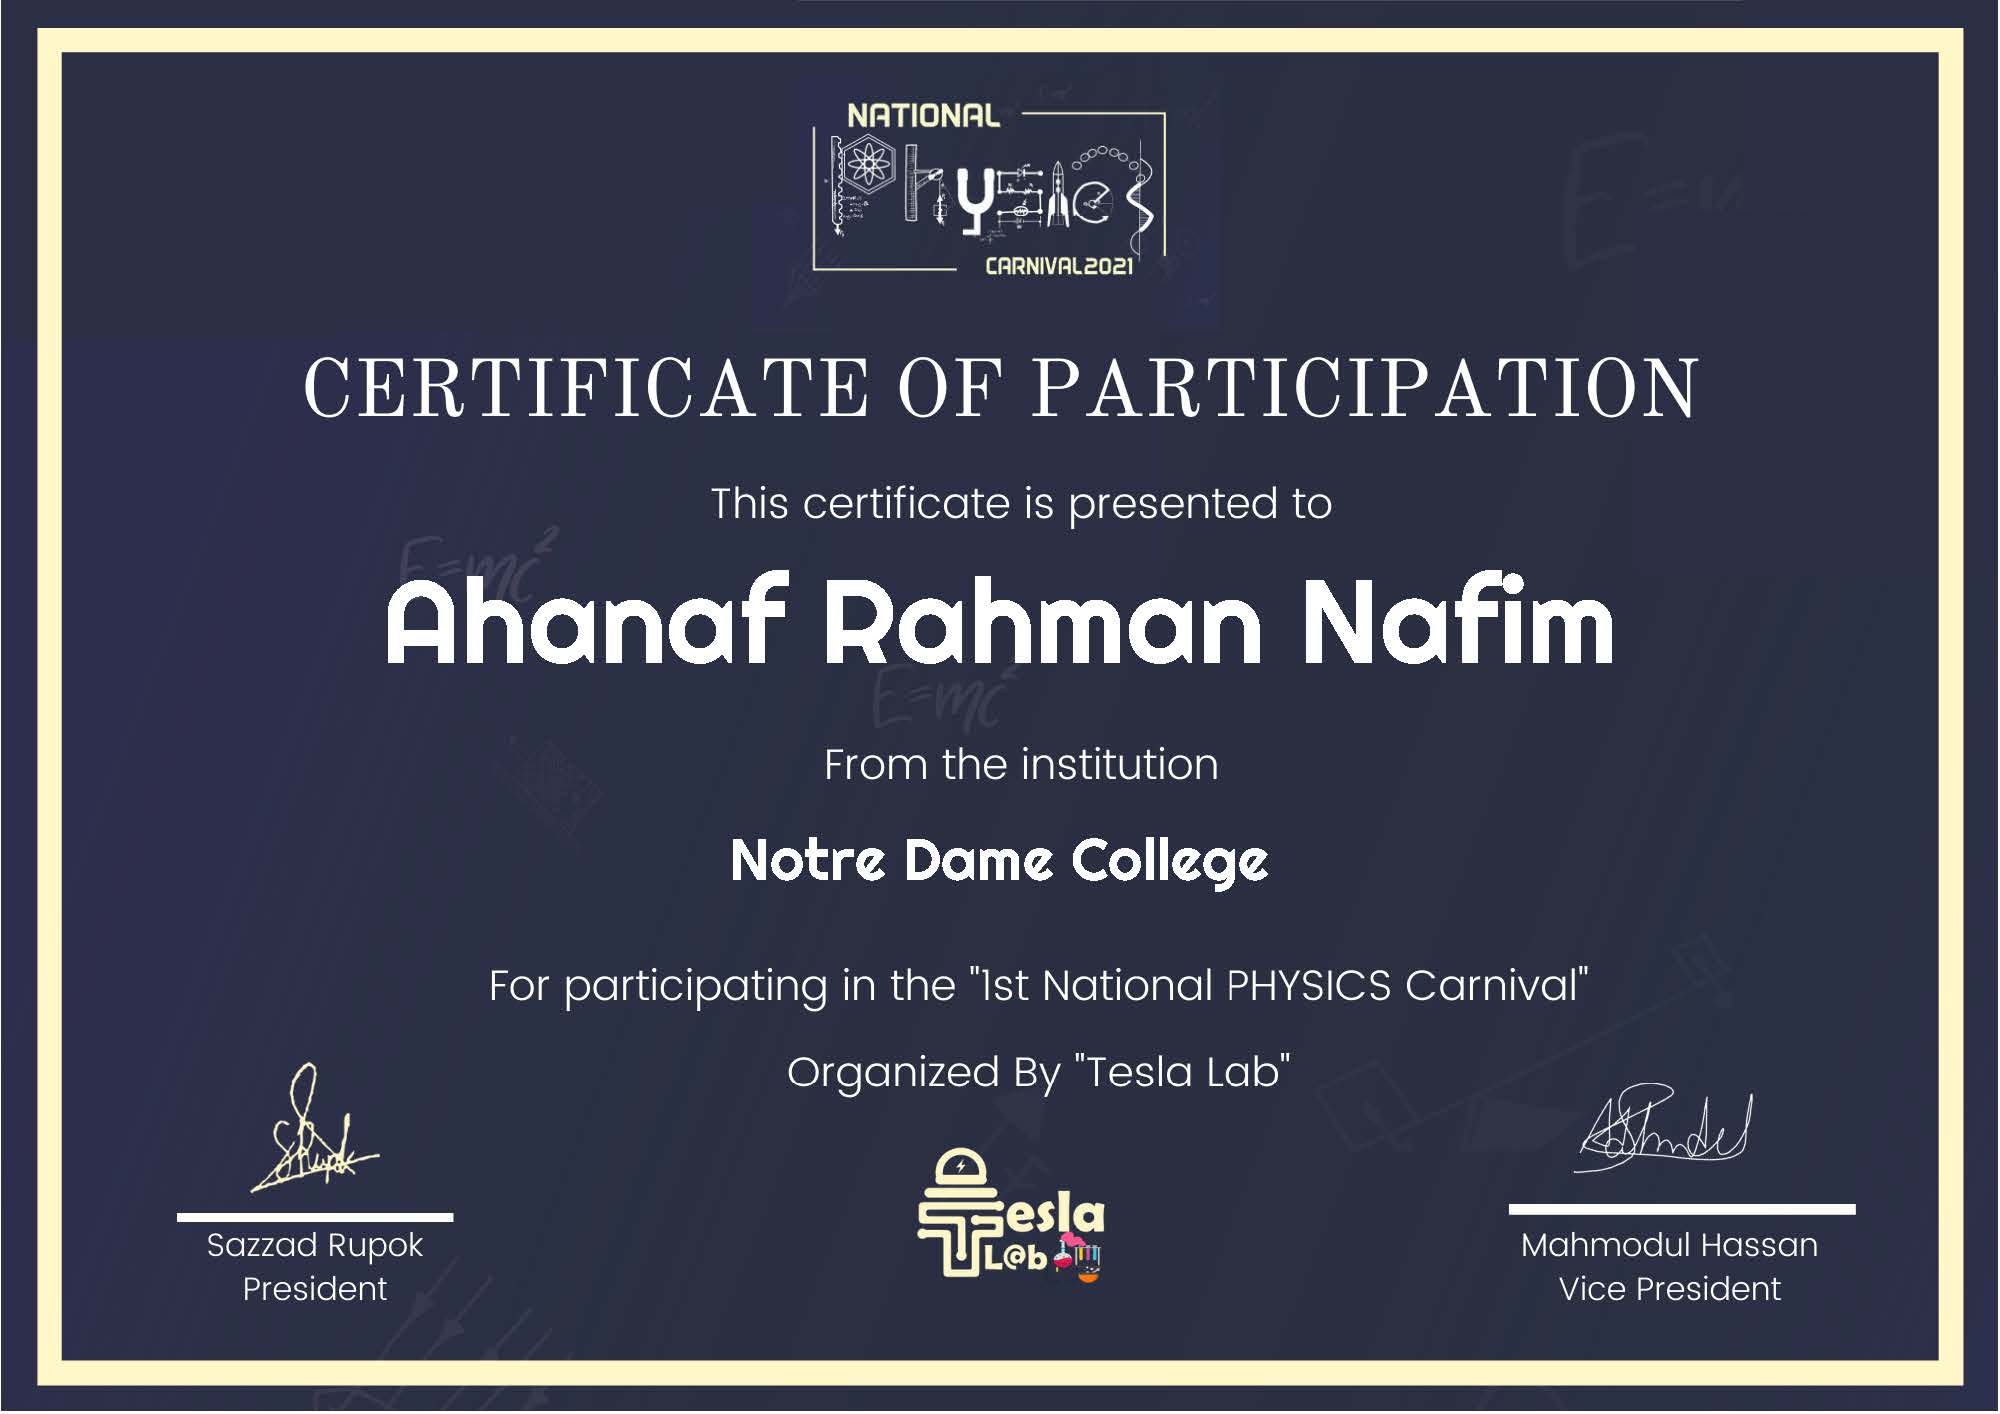 NATIONAL
Physics
CARNIVAL2021
CERTIFICATE OF PARTICIPATION
This certificate is presented to
E=mc²
Ahanaf Rahman Nafim
E=mc²
From the institution
Notre Dame College
For participating in the "1st National PHYSICS Carnival"
Organized By "Tesla Lab"
Tesla
L@b
Sazzad Rupok
President
Mahmodul Hassan
Vice President